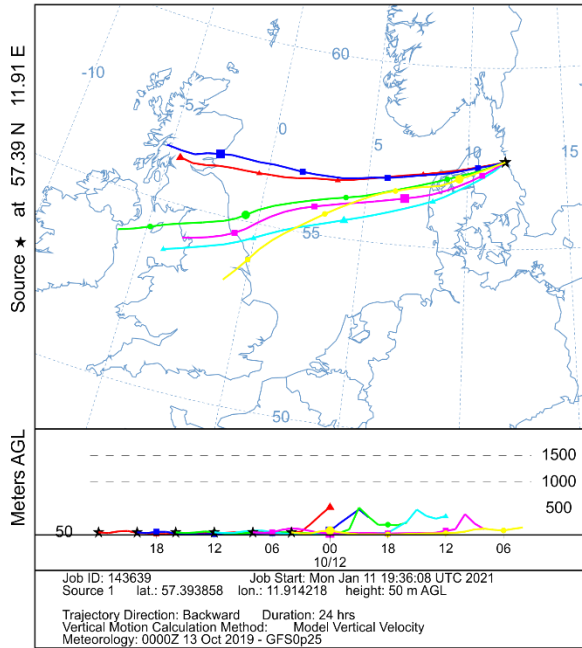 -10
60
15
-5
0
5
10
55
50
Source ★ at 57.39 N 11.91 E
Meters AGL
1500
1000
500
50
18 12 06 00 18 12 06
10/12
Job ID: 143639 Job Start: Mon Jan 11 19:36:08 UTC 2021
Source 1 lat.: 57.393858 lon.: 11.914218 height: 50 m AGL
Trajectory Direction: Backward Duration: 24 hrs
Vertical Motion Calculation Method: Model Vertical Velocity
Meteorology: 0000Z 13 Oct 2019 - GFS0p25